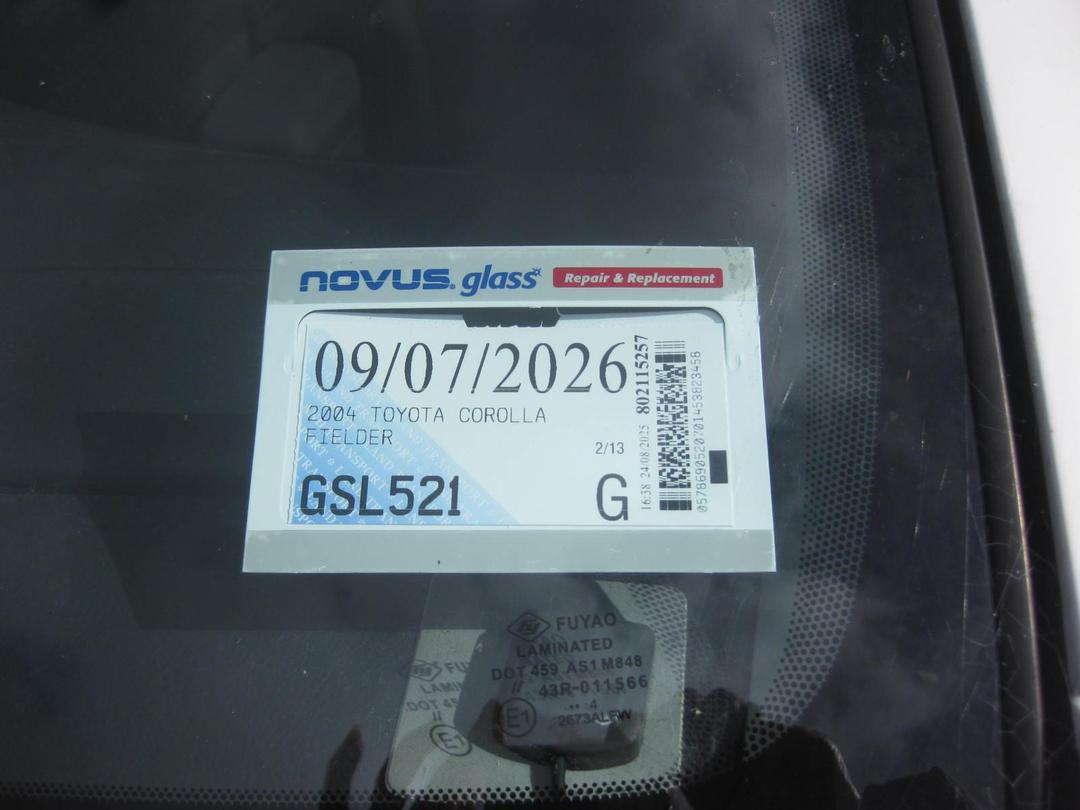 NOVUS. glass Repair & Replacement
09/07/2026
2004 TOYOTA COROLLA
FIELDER
2/13
GSL521 G
16:38 24/08/2025 802115257
FUYAO
LAMINATED
DOT 459 AS1 M848
43R-011566
E1